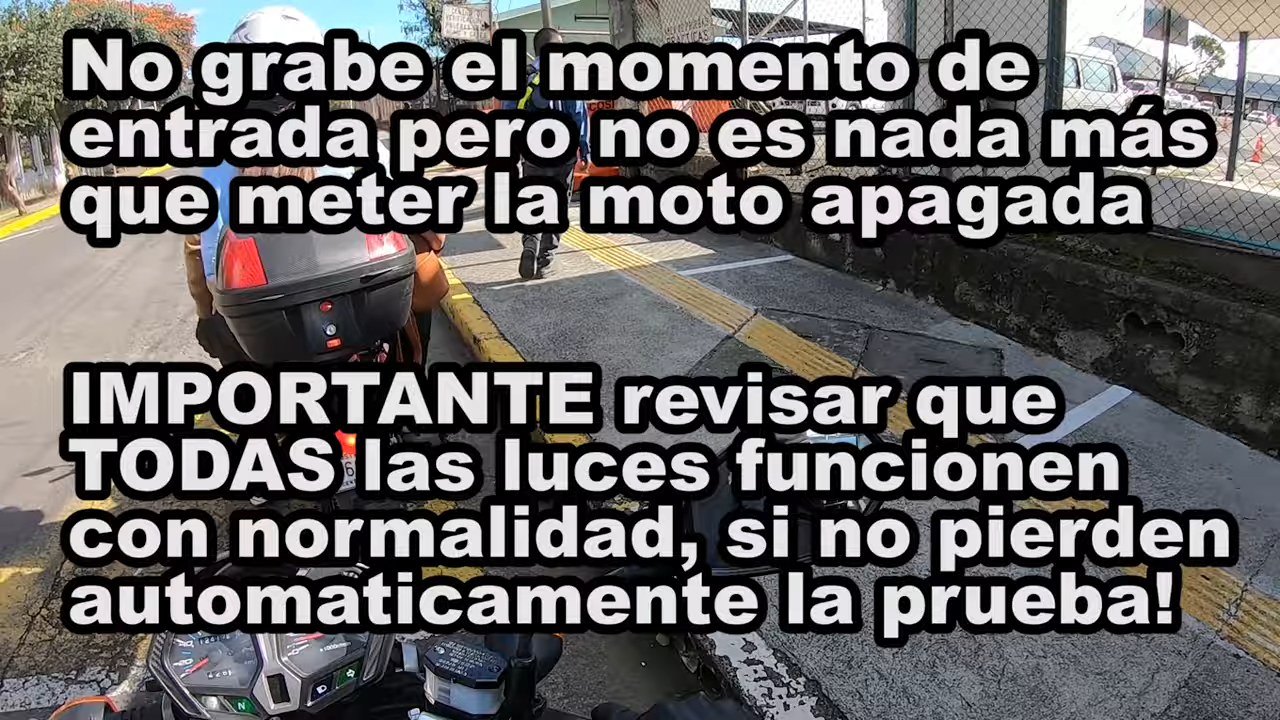 No grabe el momento de
entrada pero no es nada más
que meter la moto apagada
IMPORTANTE revisar que
TODAS las luces funcionen
con normalidad, si no pierden
automaticamente la prueba!
N